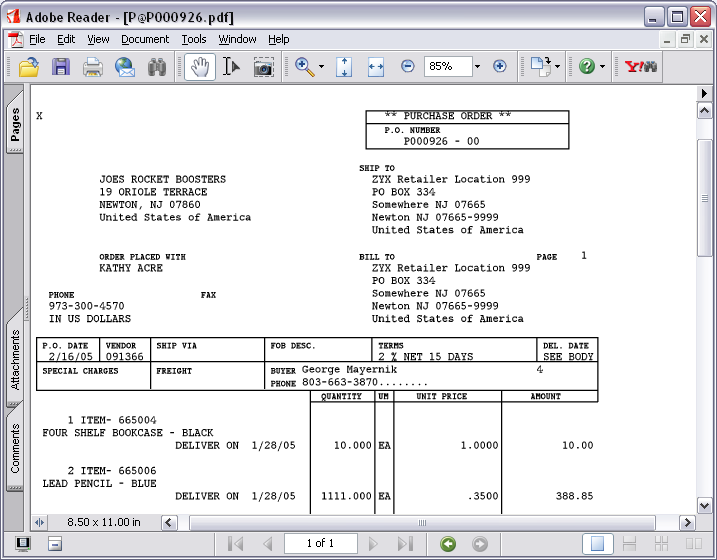 Adobe Reader - [P@P000926.pdf]
File Edit View Document Tools Window Help
85%
Y!
Pages
Attachments
Comments
X
** PURCHASE ORDER **
P.O. NUMBER
P000926 - 00
JOES ROCKET BOOSTERS
19 ORIOLE TERRACE
NEWTON, NJ 07860
United States of America
SHIP TO
ZYX Retailer Location 999
PO BOX 334
Somewhere NJ 07665
Newton NJ 07665-9999
United States of America
ORDER PLACED WITH
KATHY ACRE
BILL TO
ZYX Retailer Location 999
PO BOX 334
Somewhere NJ 07665
Newton NJ 07665-9999
United States of America
PAGE 1
PHONE FAX
973-300-4570
IN US DOLLARS
P.O. DATE VENDOR SHIP VIA FOB DESC. TERMS DEL. DATE
2/16/05 091366 2 % NET 15 DAYS SEE BODY
SPECIAL CHARGES FREIGHT BUYER George Mayernik 4
PHONE 803-663-3870........
QUANTITY UM UNIT PRICE AMOUNT
1 ITEM- 665004
FOUR SHELF BOOKCASE - BLACK
DELIVER ON 1/28/05 10.000 EA 1.0000 10.00
2 ITEM- 665006
LEAD PENCIL - BLUE
DELIVER ON 1/28/05 1111.000 EA .3500 388.85
8.50 x 11.00 in
1 of 1